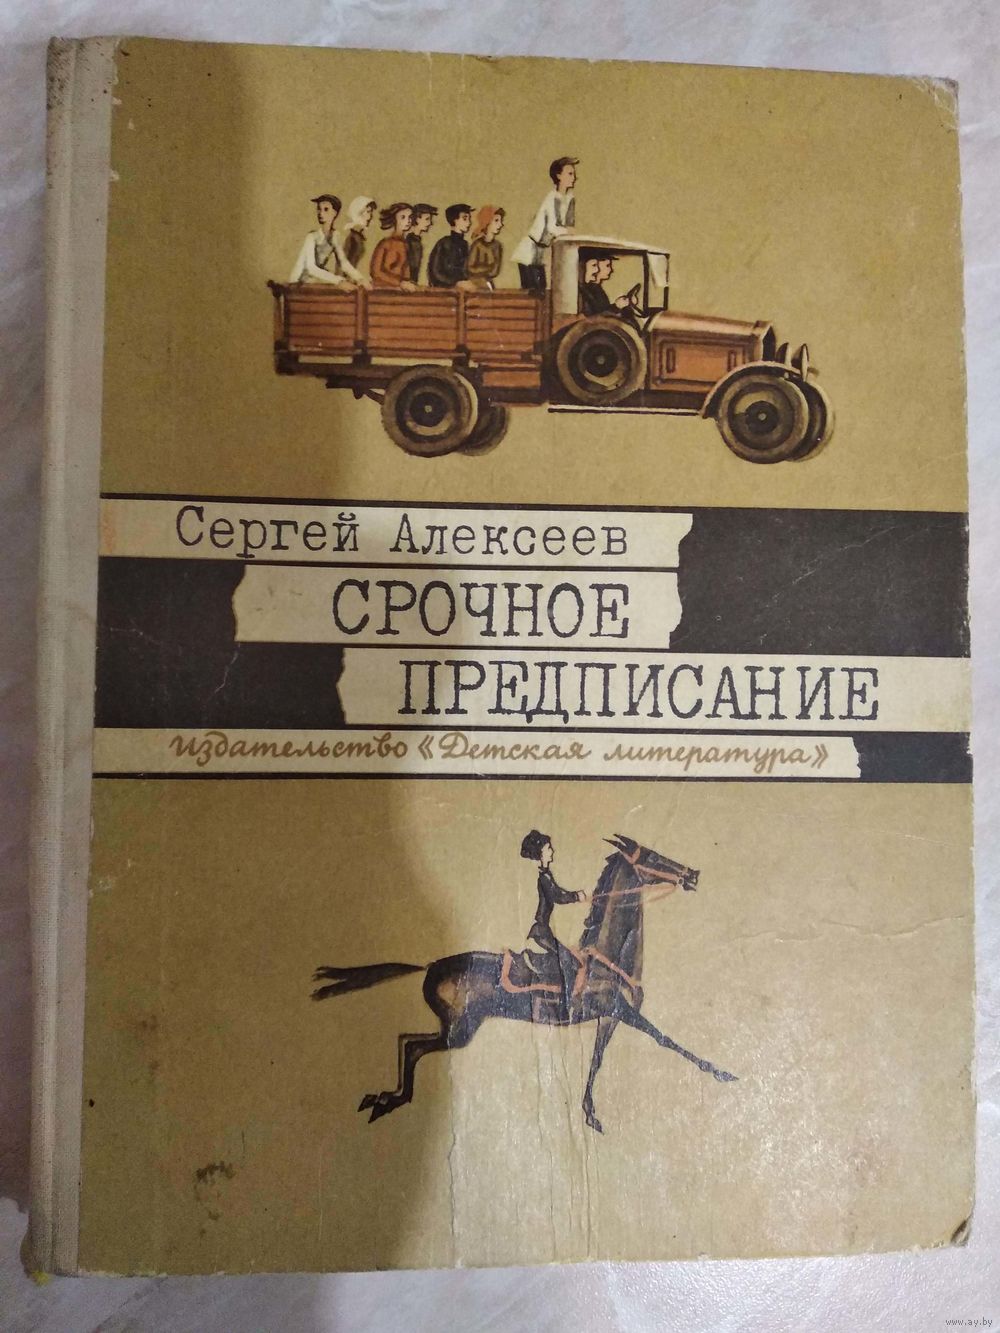 Сергей Алексеев
СРОЧНОЕ
ПРЕДПИСАНИЕ
Издательство «Детская литература»
www.ay.by